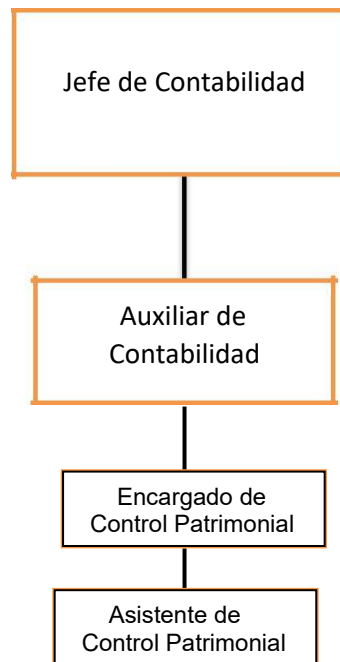 Jefe de Contabilidad
Auxiliar de
Contabilidad
Encargado de
Control Patrimonial
Asistente de
Control Patrimonial